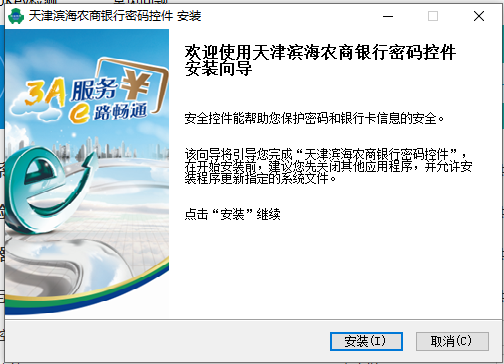 天津滨海农商银行密码控件 安装
3A服务¥
e路畅通
欢迎使用天津滨海农商银行密码控件
安装向导
安全控件能帮助您保护密码和银行卡信息的安全。
该向导将引导您完成“天津滨海农商银行密码控件”,
在开始安装前,建议您先关闭其他应用程序,并允许安
装程序更新指定的系统文件。
点击“安装”继续
安装(I)
取消(C)